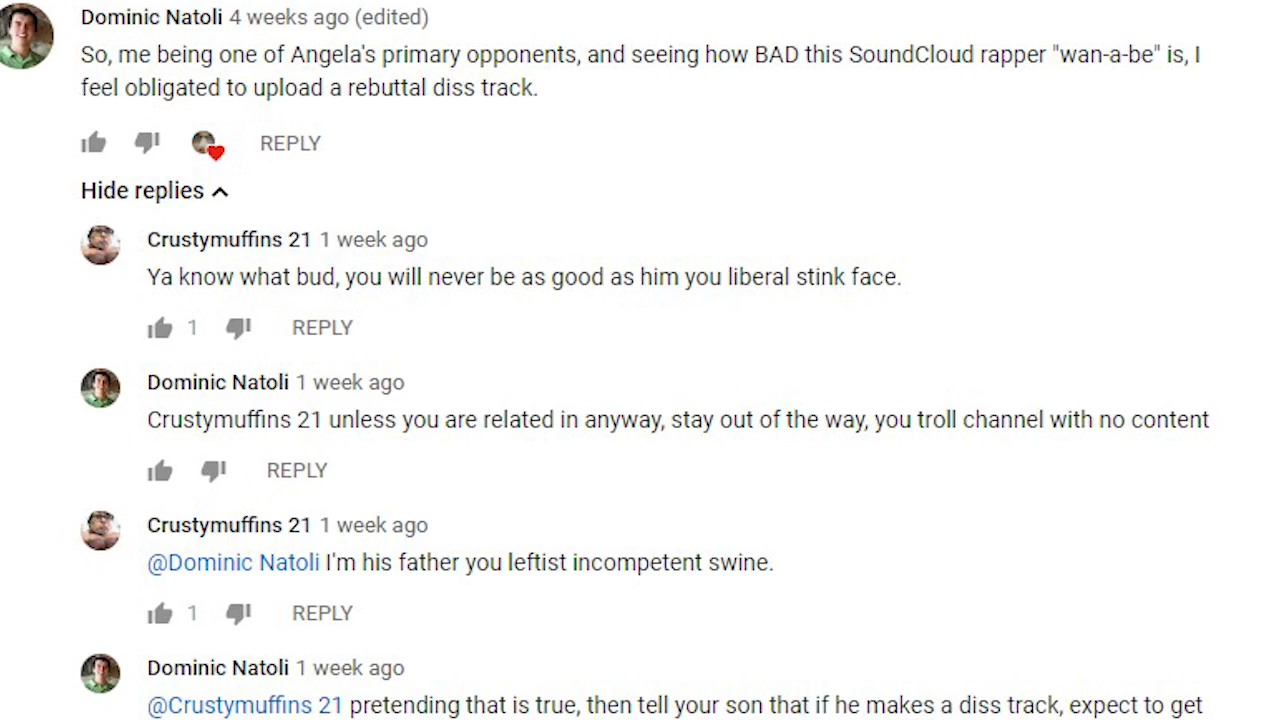 Dominic Natoli 4 weeks ago (edited)
So, me being one of Angela's primary opponents, and seeing how BAD this SoundCloud rapper "wan-a-be" is, I
feel obligated to upload a rebuttal diss track.
REPLY
Hide replies
Crustymuffins 21 1 week ago
Ya know what bud, you will never be as good as him you liberal stink face.
1 REPLY
Dominic Natoli 1 week ago
Crustymuffins 21 unless you are related in anyway, stay out of the way, you troll channel with no content
REPLY
Crustymuffins 21 1 week ago
@Dominic Natoli I'm his father you leftist incompetent swine.
1 REPLY
Dominic Natoli 1 week ago
@Crustymuffins 21 pretending that is true, then tell your son that if he makes a diss track, expect to get